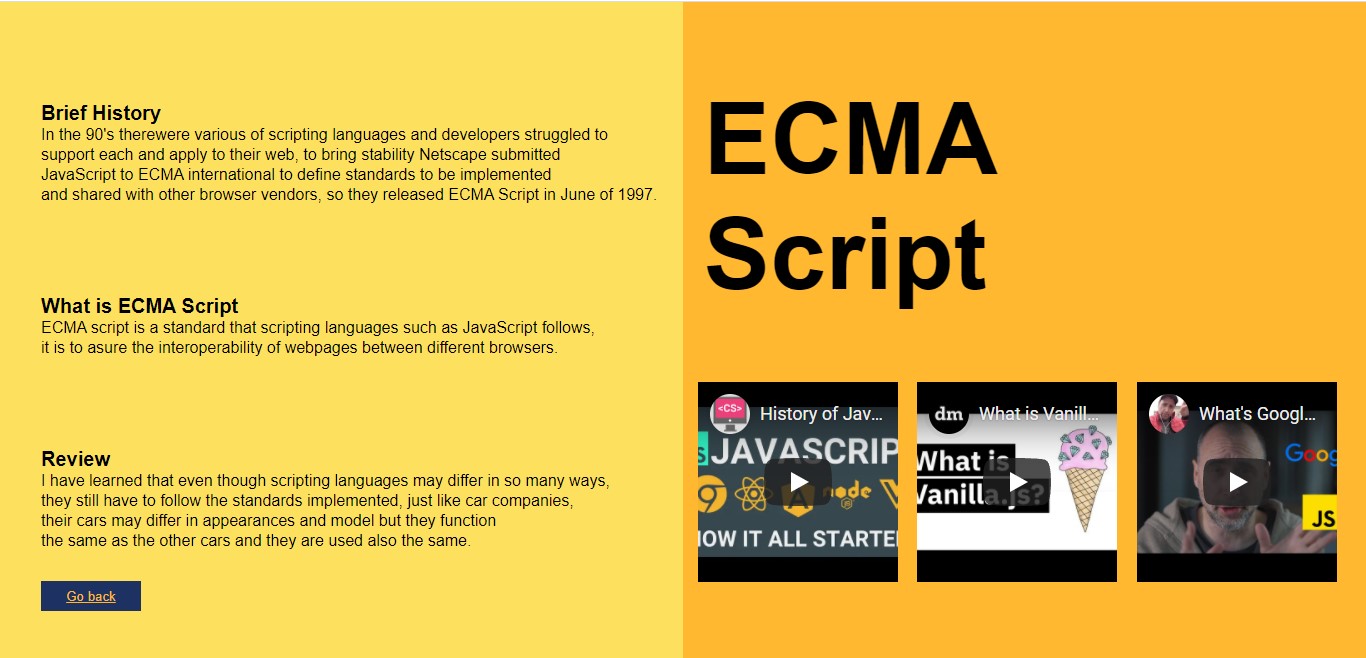 Brief History
In the 90's therewere various of scripting languages and developers struggled to
support each and apply to their web, to bring stability Netscape submitted
JavaScript to ECMA international to define standards to be implemented
and shared with other browser vendors, so they released ECMA Script in June of 1997.
What is ECMA Script
ECMA script is a standard that scripting languages such as JavaScript follows,
it is to asure the interoperability of webpages between different browsers.
Review
I have learned that even though scripting languages may differ in so many ways,
they still have to follow the standards implemented, just like car companies,
their cars may differ in appearances and model but they function
the same as the other cars and they are used also the same.
Go back
ECMA
Script
<CS> History of Jav...
JAVASCRIP
node
OW IT ALL STARTE
dm What is Vanill...
What is
Vanilla.js?
What's Googl...
Goog
JS